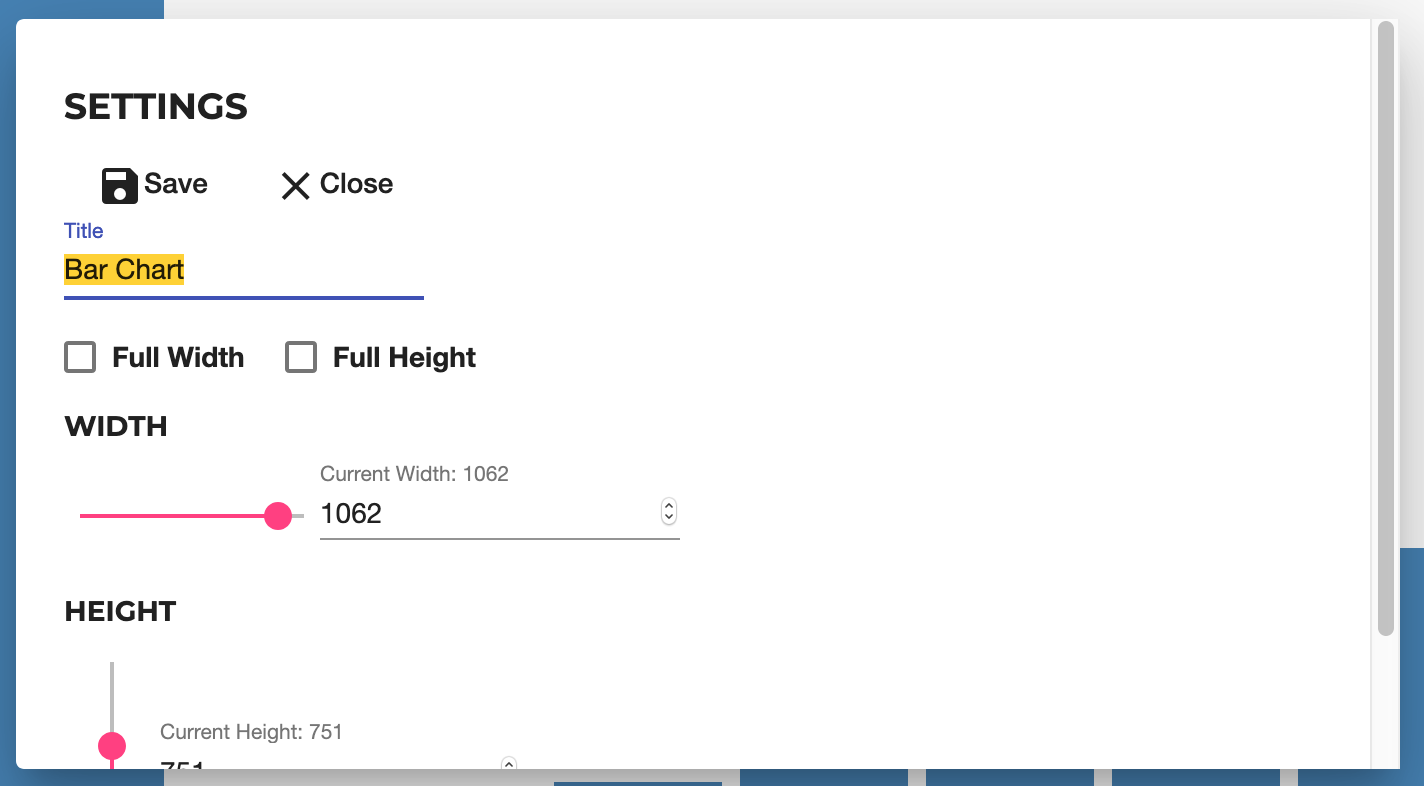 SETTINGS
Save Close
Title
Bar Chart
Full Width Full Height
WIDTH
Current Width: 1062
1062
HEIGHT
Current Height: 751
751